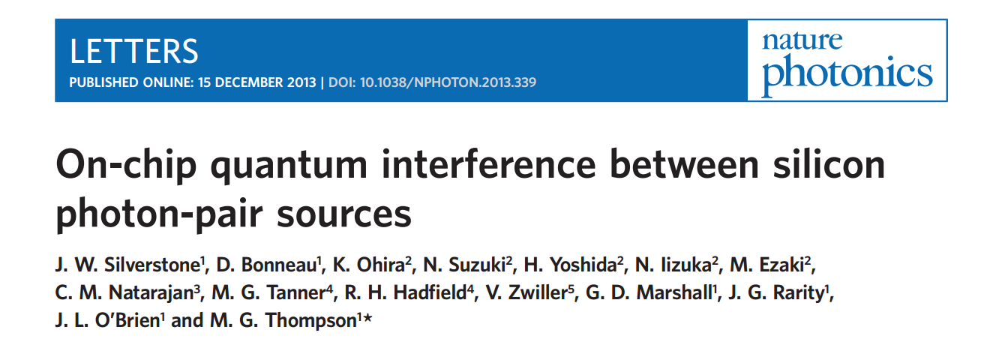 LETTERS
PUBLISHED ONLINE: 15 DECEMBER 2013 | DOI: 10.1038/NPHOTON.2013.339
nature
photonics
On-chip quantum interference between silicon
photon-pair sources
J. W. Silverstone¹, D. Bonneau¹, K. Ohira², N. Suzuki², H. Yoshida², N. Iizuka², M. Ezaki²,
C. M. Natarajan³, M. G. Tanner⁴, R. H. Hadfield⁴, V. Zwiller⁵, G. D. Marshall¹, J. G. Rarity¹,
J. L. O’Brien¹ and M. G. Thompson¹*